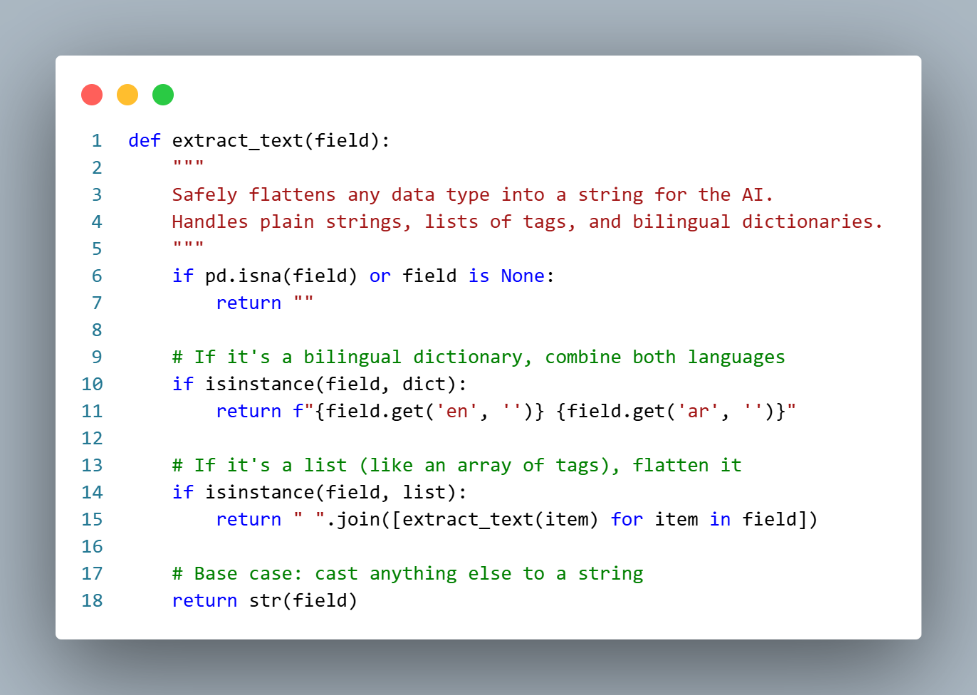 1 def extract_text(field):
2     """
3     Safely flattens any data type into a string for the AI.
4     Handles plain strings, lists of tags, and bilingual dictionaries.
5     """
6     if pd.isna(field) or field is None:
7         return ""
8
9     # If it's a bilingual dictionary, combine both languages
10     if isinstance(field, dict):
11         return f"{field.get('en', '')} {field.get('ar', '')}"
12
13     # If it's a list (like an array of tags), flatten it
14     if isinstance(field, list):
15         return " ".join([extract_text(item) for item in field])
16
17     # Base case: cast anything else to a string
18     return str(field)